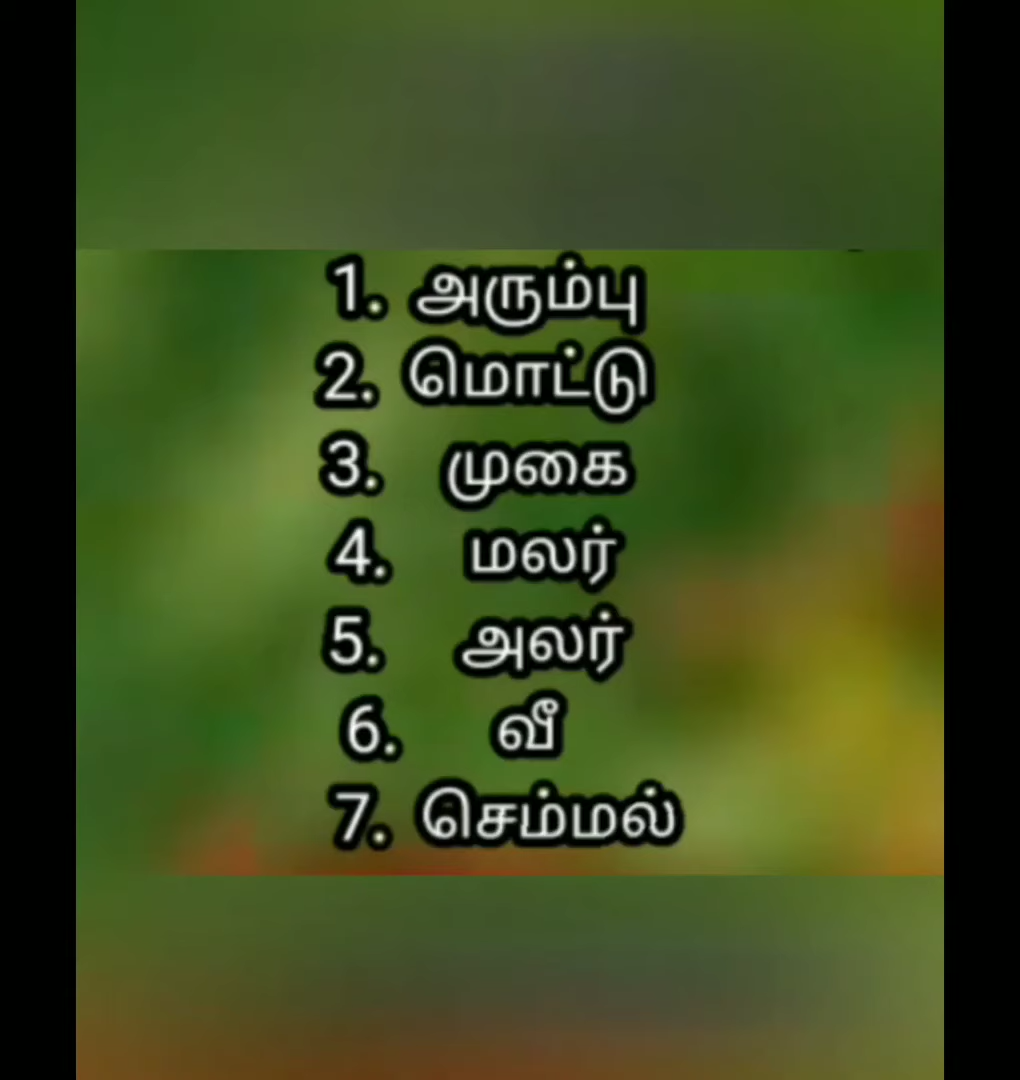 1. அரும்பு
2. மொட்டு
3. முகை
4. மலர்
5. அலர்
6. வீ
7. செம்மல்